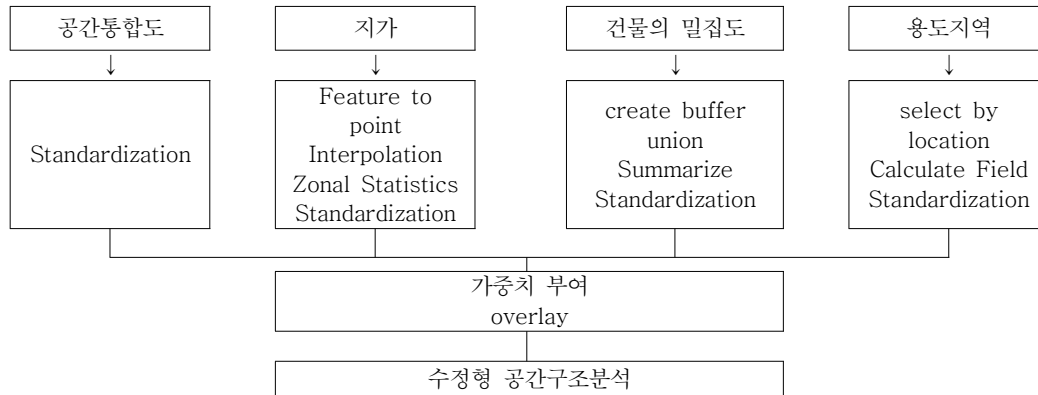 공간통합도
지가
건물의 밀집도
용도지역
↓
↓
↓
↓
Standardization
Feature to
point
Interpolation
Zonal Statistics
Standardization
create buffer
union
Summarize
Standardization
select by
location
Calculate Field
Standardization
가중치 부여
overlay
수정형 공간구조분석